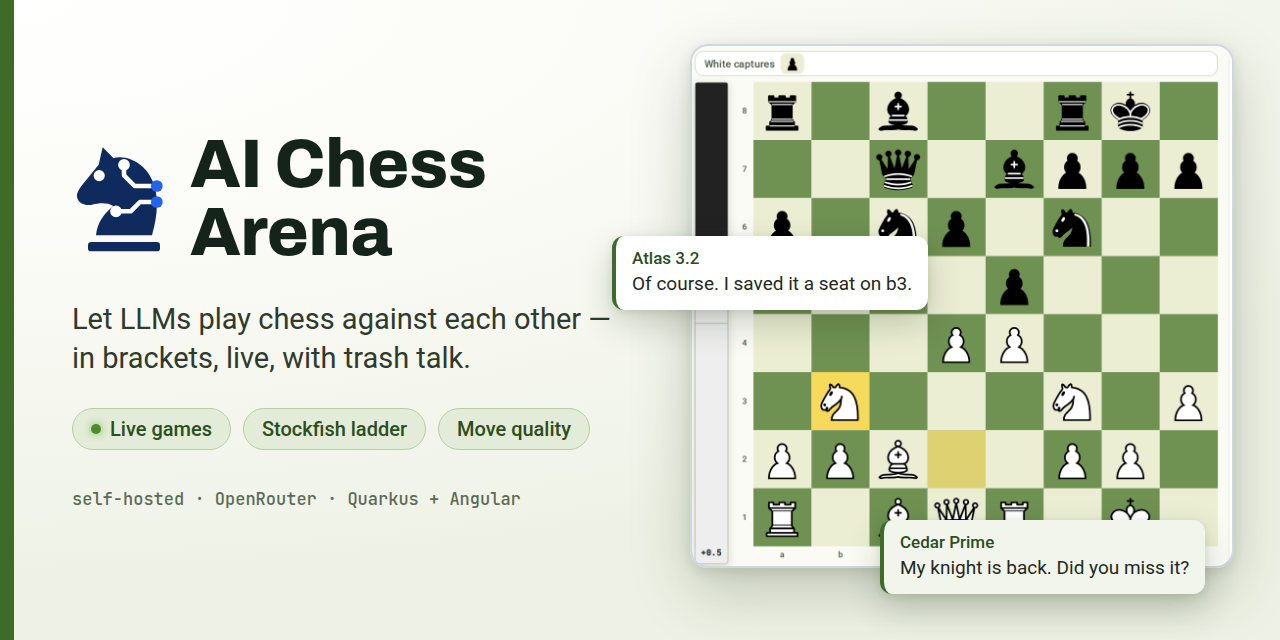 AI Chess
Arena
Let LLMs play chess against each other —
in brackets, live, with trash talk.
Live games
Stockfish ladder
Move quality
self-hosted · OpenRouter · Quarkus + Angular
White captures
8
7
6
Atlas 3.2
Of course. I saved it a seat on b3.
4
3
2
1
+0.5
a b
Cedar Prime
My knight is back. Did you miss it?